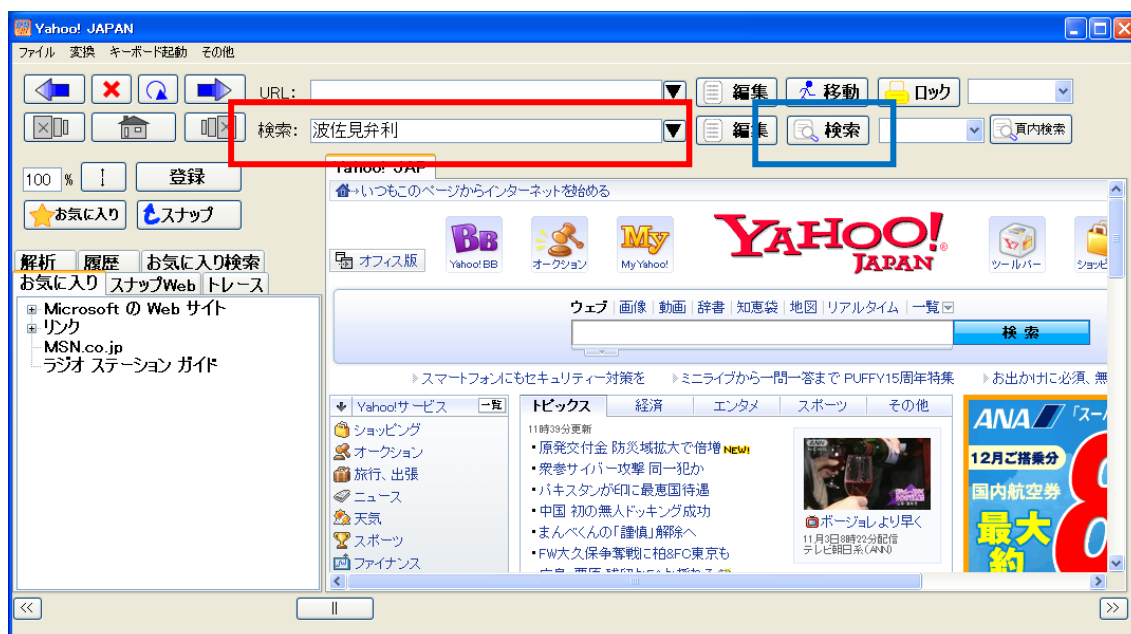 Yahoo! JAPAN
ファイル 変換 キーボード起動 その他
URL: 編集 移動 ロック
検索: 波佐見弁利 編集 検索 頁内検索
100 % 登録
お気に入り スナップ
解析 履歴 お気に入り検索
お気に入り スナップWeb トレース
Microsoft の Web サイト
リンク
MSN.co.jp
ラジオ ステーション ガイド
Yahoo! JAP
→いつもこのページからインターネットを始める
オフィス版
BB
Yahoo! BB
オークション
My
My Yahoo!
YAHOO!
JAPAN
ツールバー
ショッピ
ウェブ | 画像 | 動画 | 辞書 | 知恵袋 | 地図 | リアルタイム | 一覧
検 索
スマートフォンにもセキュリティー対策を ミニライブから一問一答まで PUFFY15周年特集 お出かけに必須、無
Yahoo!サービス 一覧
ショッピング
オークション
旅行、出張
ニュース
天気
スポーツ
ファイナンス
トピックス 経済 エンタメ スポーツ その他
11時39分更新
・原発交付金 防災域拡大で倍増 NEW!
・衆参サイバー攻撃 同一犯か
・パキスタンが印に最恵国待遇
・中国 初の無人ドッキング成功
・まんべくんの「謹慎」解除へ
・FW大久保争奪戦に柏&FC東京も
ボージョレより早く
11月3日8時22分配信
テレビ朝日系(ANN)
ANA 「スー
12月ご搭乗分
国内航空券
最大
約
8